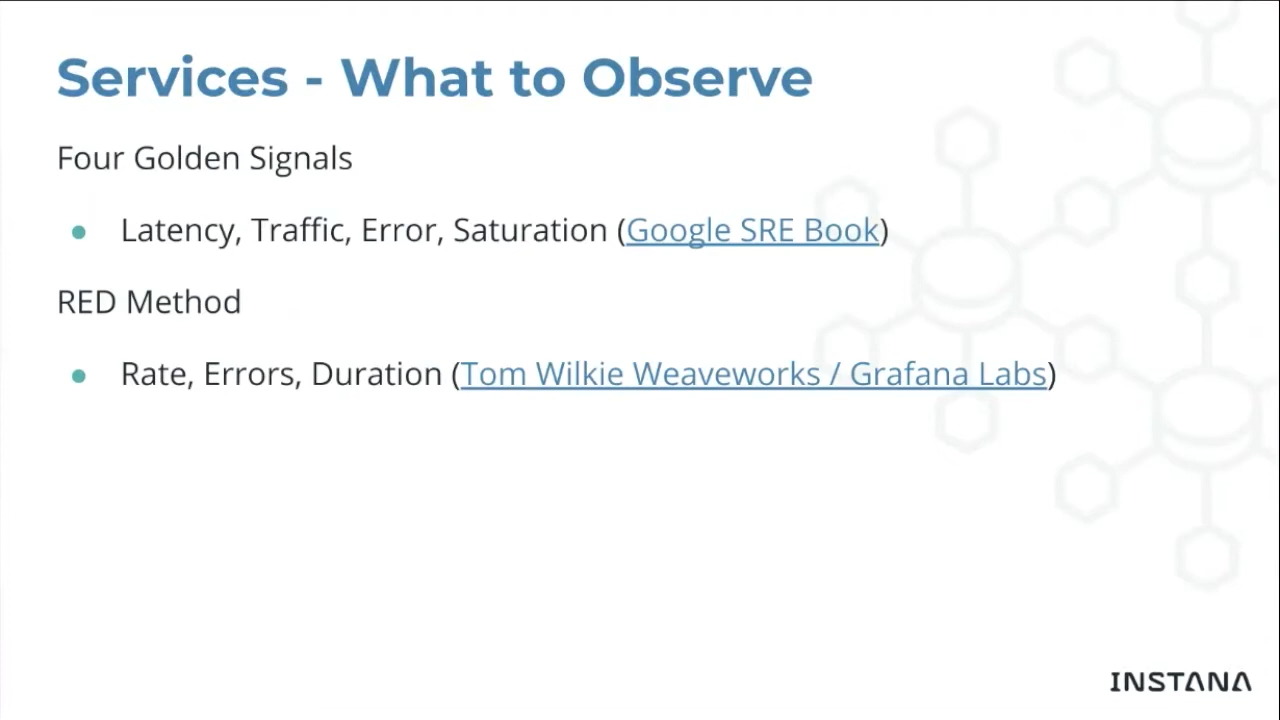 Services - What to Observe
Four Golden Signals
● Latency, Traffic, Error, Saturation (Google SRE Book)
RED Method
● Rate, Errors, Duration (Tom Wilkie Weaveworks / Grafana Labs)
INSTANA